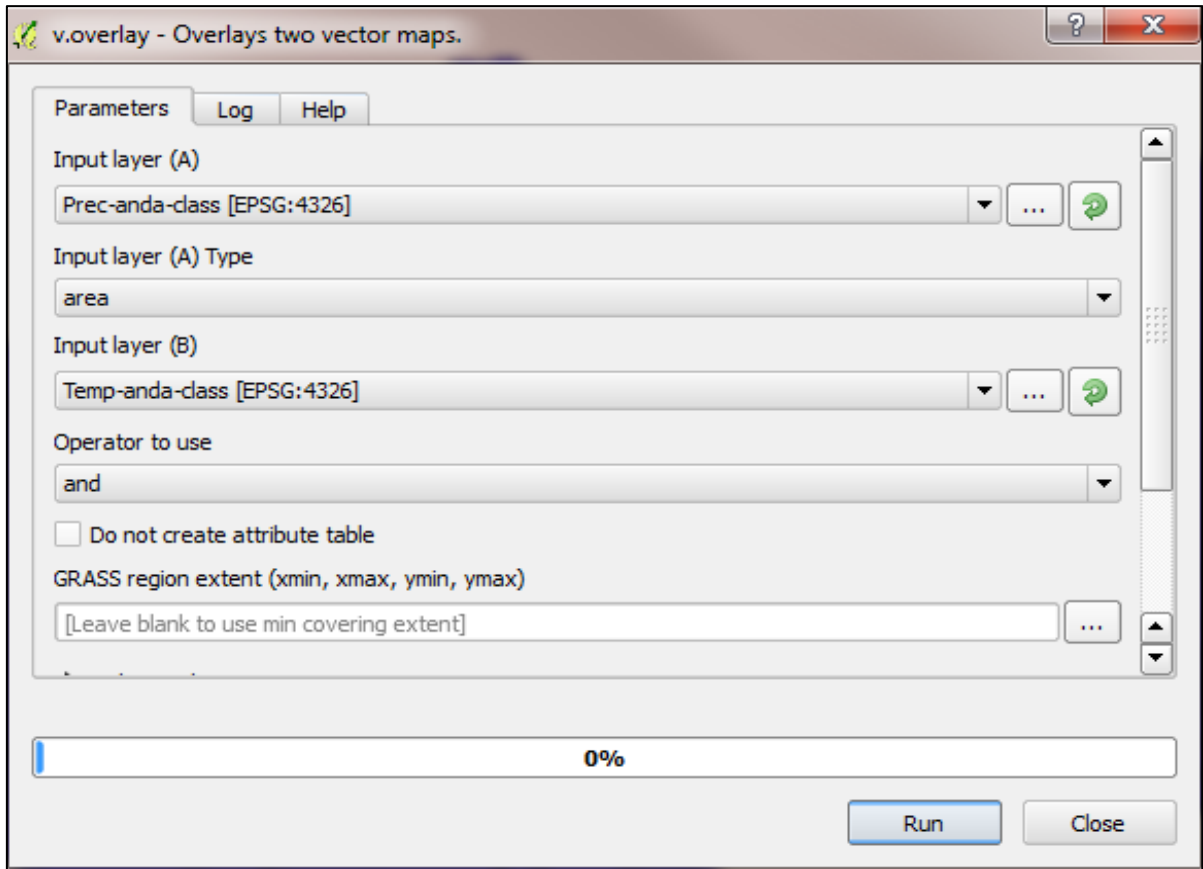 v.overlay - Overlays two vector maps.
Parameters Log Help
Input layer (A)
Prec-anda-class [EPSG:4326]
...
Input layer (A) Type
area
Input layer (B)
Temp-anda-class [EPSG:4326]
...
Operator to use
and
Do not create attribute table
GRASS region extent (xmin, xmax, ymin, ymax)
[Leave blank to use min covering extent]
...
0%
Run Close